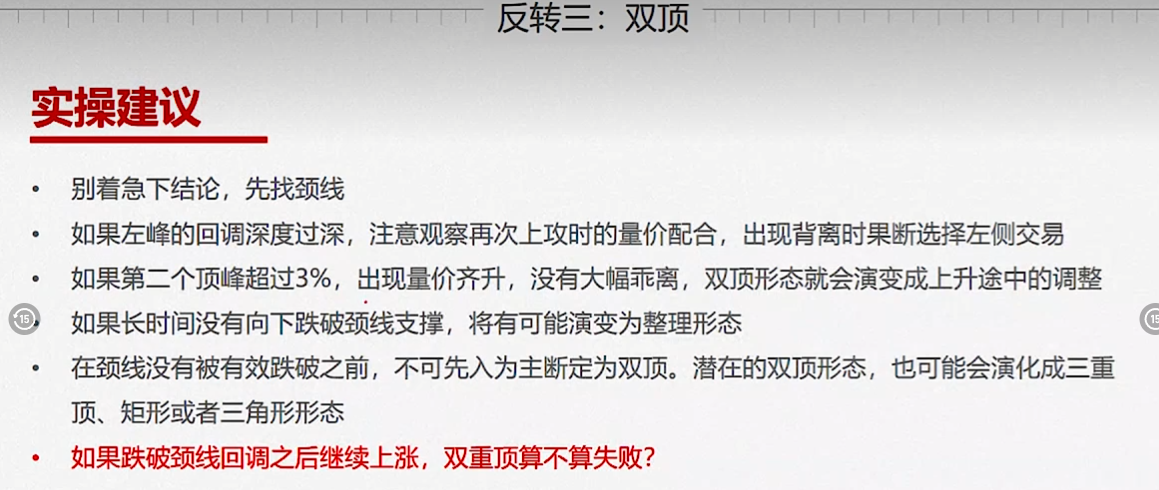 反转三：双顶
实操建议
• 别着急下结论，先找颈线
• 如果左峰的回调深度过深，注意观察再次上攻时的量价配合，出现背离时果断选择左侧交易
• 如果第二个顶峰超过3%，出现量价齐升，没有大幅乖离，双顶形态就会演变成上升途中的调整
15
15
• 如果长时间没有向下跌破颈线支撑，将有可能演变为整理形态
• 在颈线没有被有效跌破之前，不可先入为主断定为双顶。潜在的双顶形态，也可能会演化成三重
顶、矩形或者三角形形态
• 如果跌破颈线回调之后继续上涨，双重顶算不算失败？